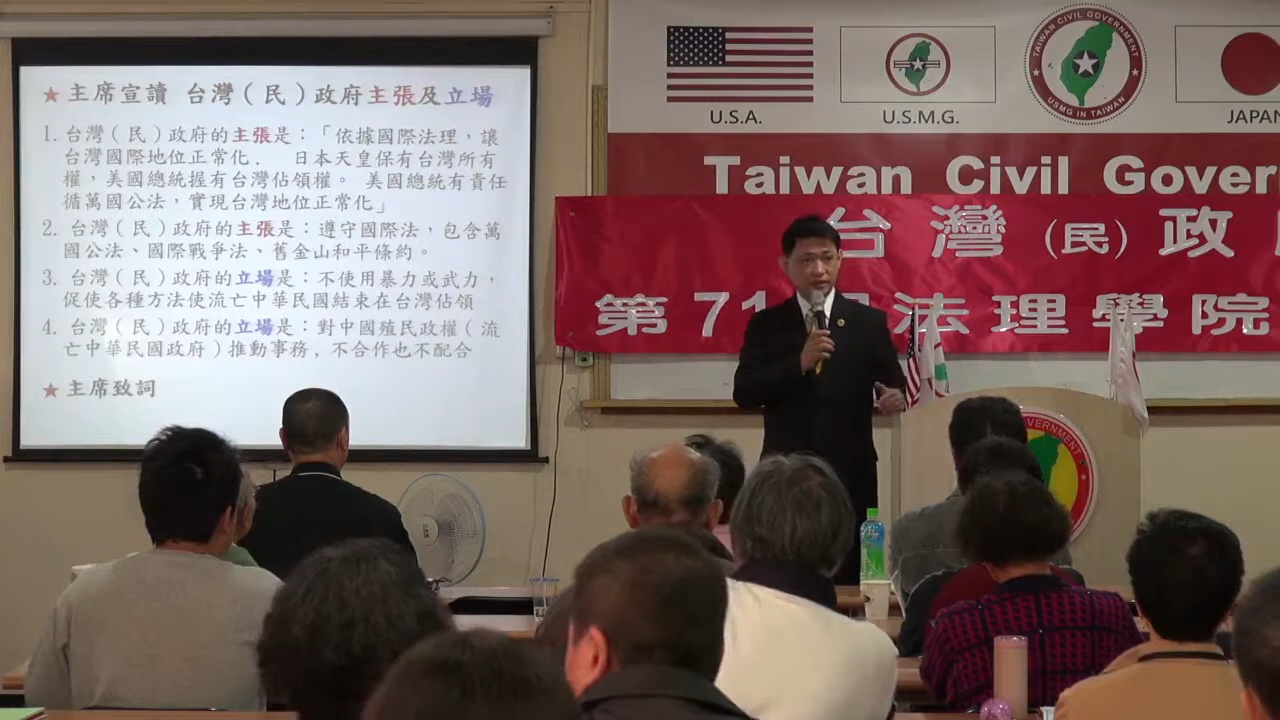 ★ 主席宣讀 台灣（民）政府主張及立場
1. 台灣（民）政府的主張是：「依據國際法理，讓
台灣國際地位正常化． 日本天皇保有台灣所有
權，美國總統握有台灣佔領權。 美國總統有責任
循萬國公法，實現台灣地位正常化」
2. 台灣（民）政府的主張是：遵守國際法，包含萬
國公法、國際戰爭法、舊金山和平條約。
3. 台灣（民）政府的立場是：不使用暴力或武力，
促使各種方法使流亡中華民國結束在台灣佔領
4. 台灣（民）政府的立場是：對中國殖民政權（流
亡中華民國政府）推動事務，不合作也不配合
★ 主席致詞
U.S.A.
U.S.M.G.
TAIWAN CIVIL GOVERNMENT
USMG IN TAIWAN
JAPAN
Taiwan Civil Gover
台灣（民）政
第71 法理學院
VERNMENT